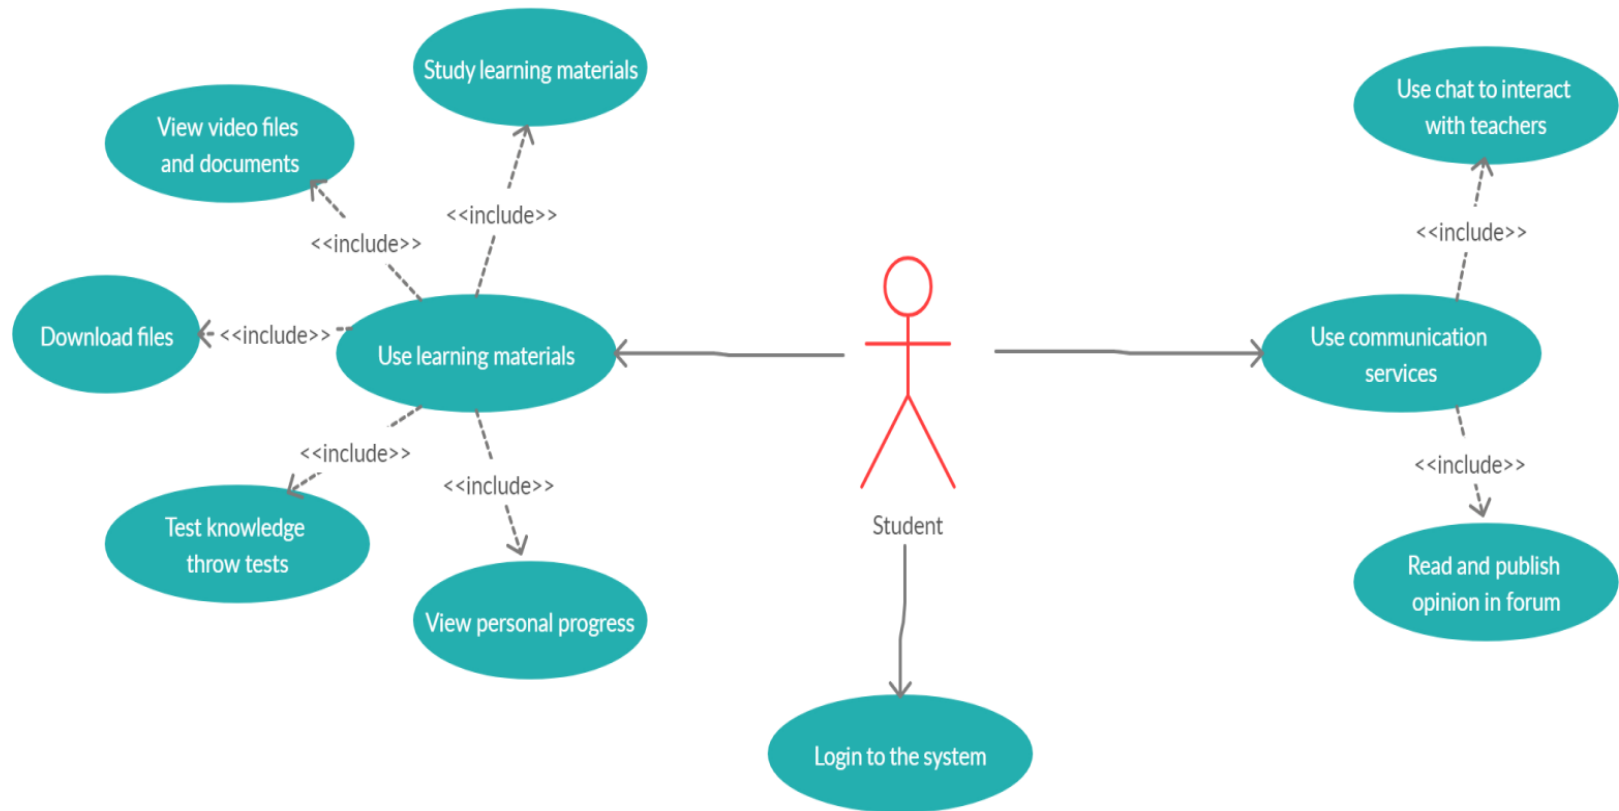 Study learning materials
View video files
and documents
<<include>>
<<include>>
Download files
<<include>>
Use learning materials
<<include>>
<<include>>
Test knowledge
throw tests
View personal progress
Student
Login to the system
Use chat to interact
with teachers
<<include>>
Use communication
services
<<include>>
Read and publish
opinion in forum